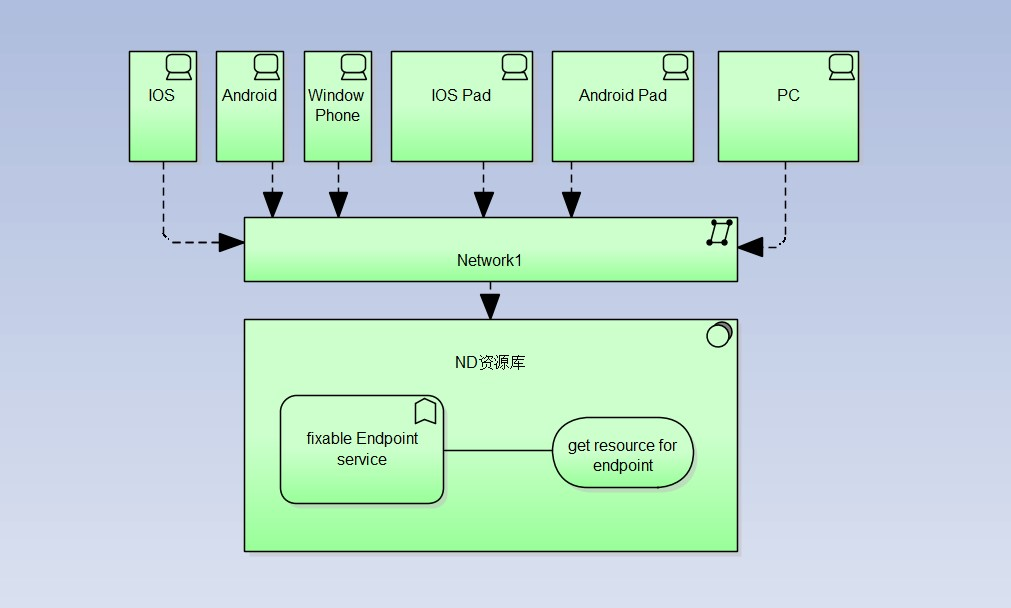 IOS
Android
Window
Phone
IOS Pad
Android Pad
PC
Network1
ND资源库
fixable Endpoint
service
get resource for
endpoint